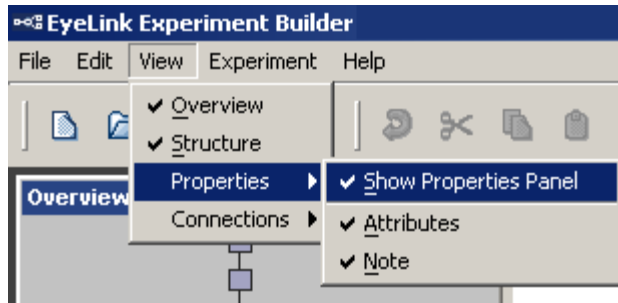 EyeLink Experiment Builder
File Edit View Experiment Help
Overview
Structure
Properties
Show Properties Panel
Overview
Connections
Attributes
Note